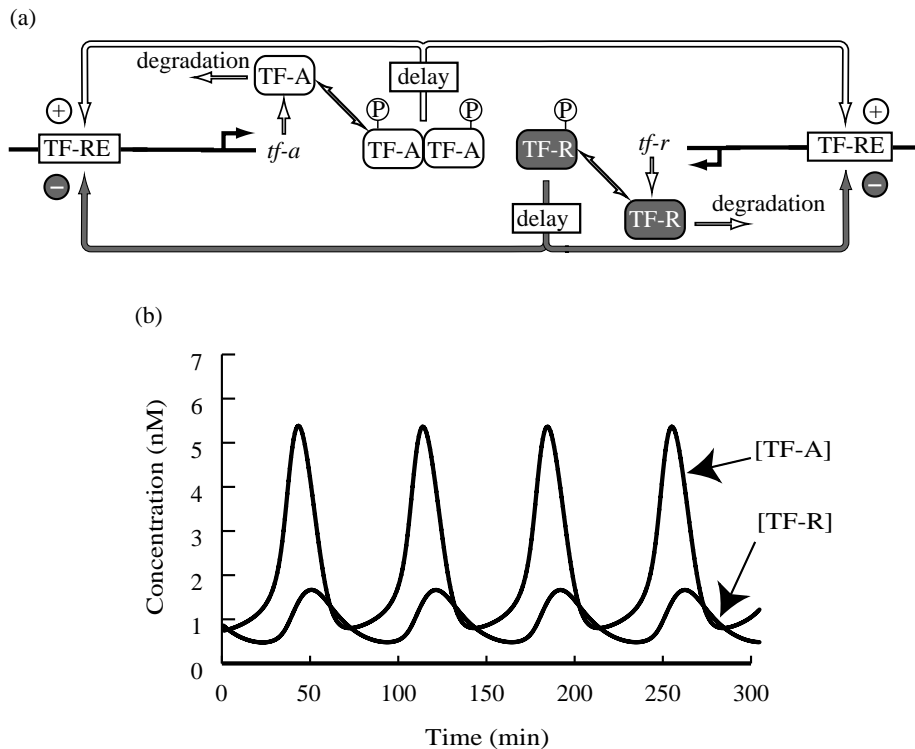 (a)
degradation
TF-A
delay
P
P
P
+
+
TF-RE
tf-a
TF-A
TF-A
TF-R
tf-r
TF-RE
−
−
delay
TF-R
degradation
(b)
Concentration (nM)
7
6
5
4
3
2
1
0
[TF-A]
[TF-R]
0
50
100
150
200
250
300
Time (min)